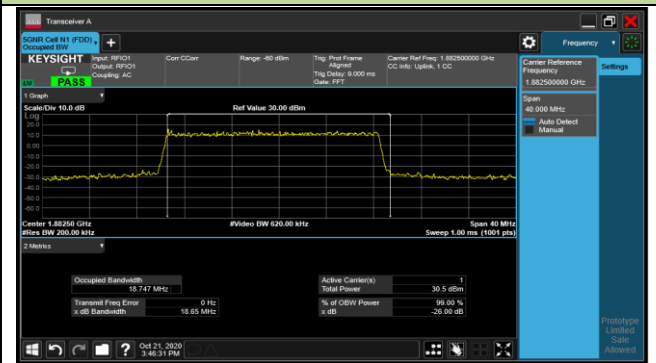 Transceiver A
5GNR Cell N1 (FDD)
Occupied BW
Frequency
KEYSIGHT
Input: RFIO1
Output: RFIO1
Coupling: AC
Corr CCorr
Range: -60 dBm
Trig: Prst Frame
Aligned
Trig Delay: 0.000 ms
Gate: FFT
Carrier Ref Freq: 1.882500000 GHz
CC Info: Uplink, 1 CC
PASS
Carrier Reference
Frequency
1.882500000 GHz
Settings
Span
40.000 MHz
Auto Detect
Manual
1 Graph
Scale/Div 10.0 dB
Ref Value 30.00 dBm
Log
20.0
10.0
0.00
-10.0
-20.0
-30.0
-40.0
-50.0
-60.0
Center 1.88250 GHz
#Video BW 620.00 kHz
Span 40 MHz
#Res BW 200.00 kHz
Sweep 1.00 ms (1001 pts)
2 Metrics
Occupied Bandwidth
18.747 MHz
Active Carrier(s)
1
Total Power
30.5 dBm
Transmit Freq Error
0 Hz
x dB Bandwidth
18.65 MHz
% of OBW Power
99.00 %
x dB
-26.00 dB
Prototype
Limited
Sale
Allowed
Oct 21, 2020
3:46:31 PM